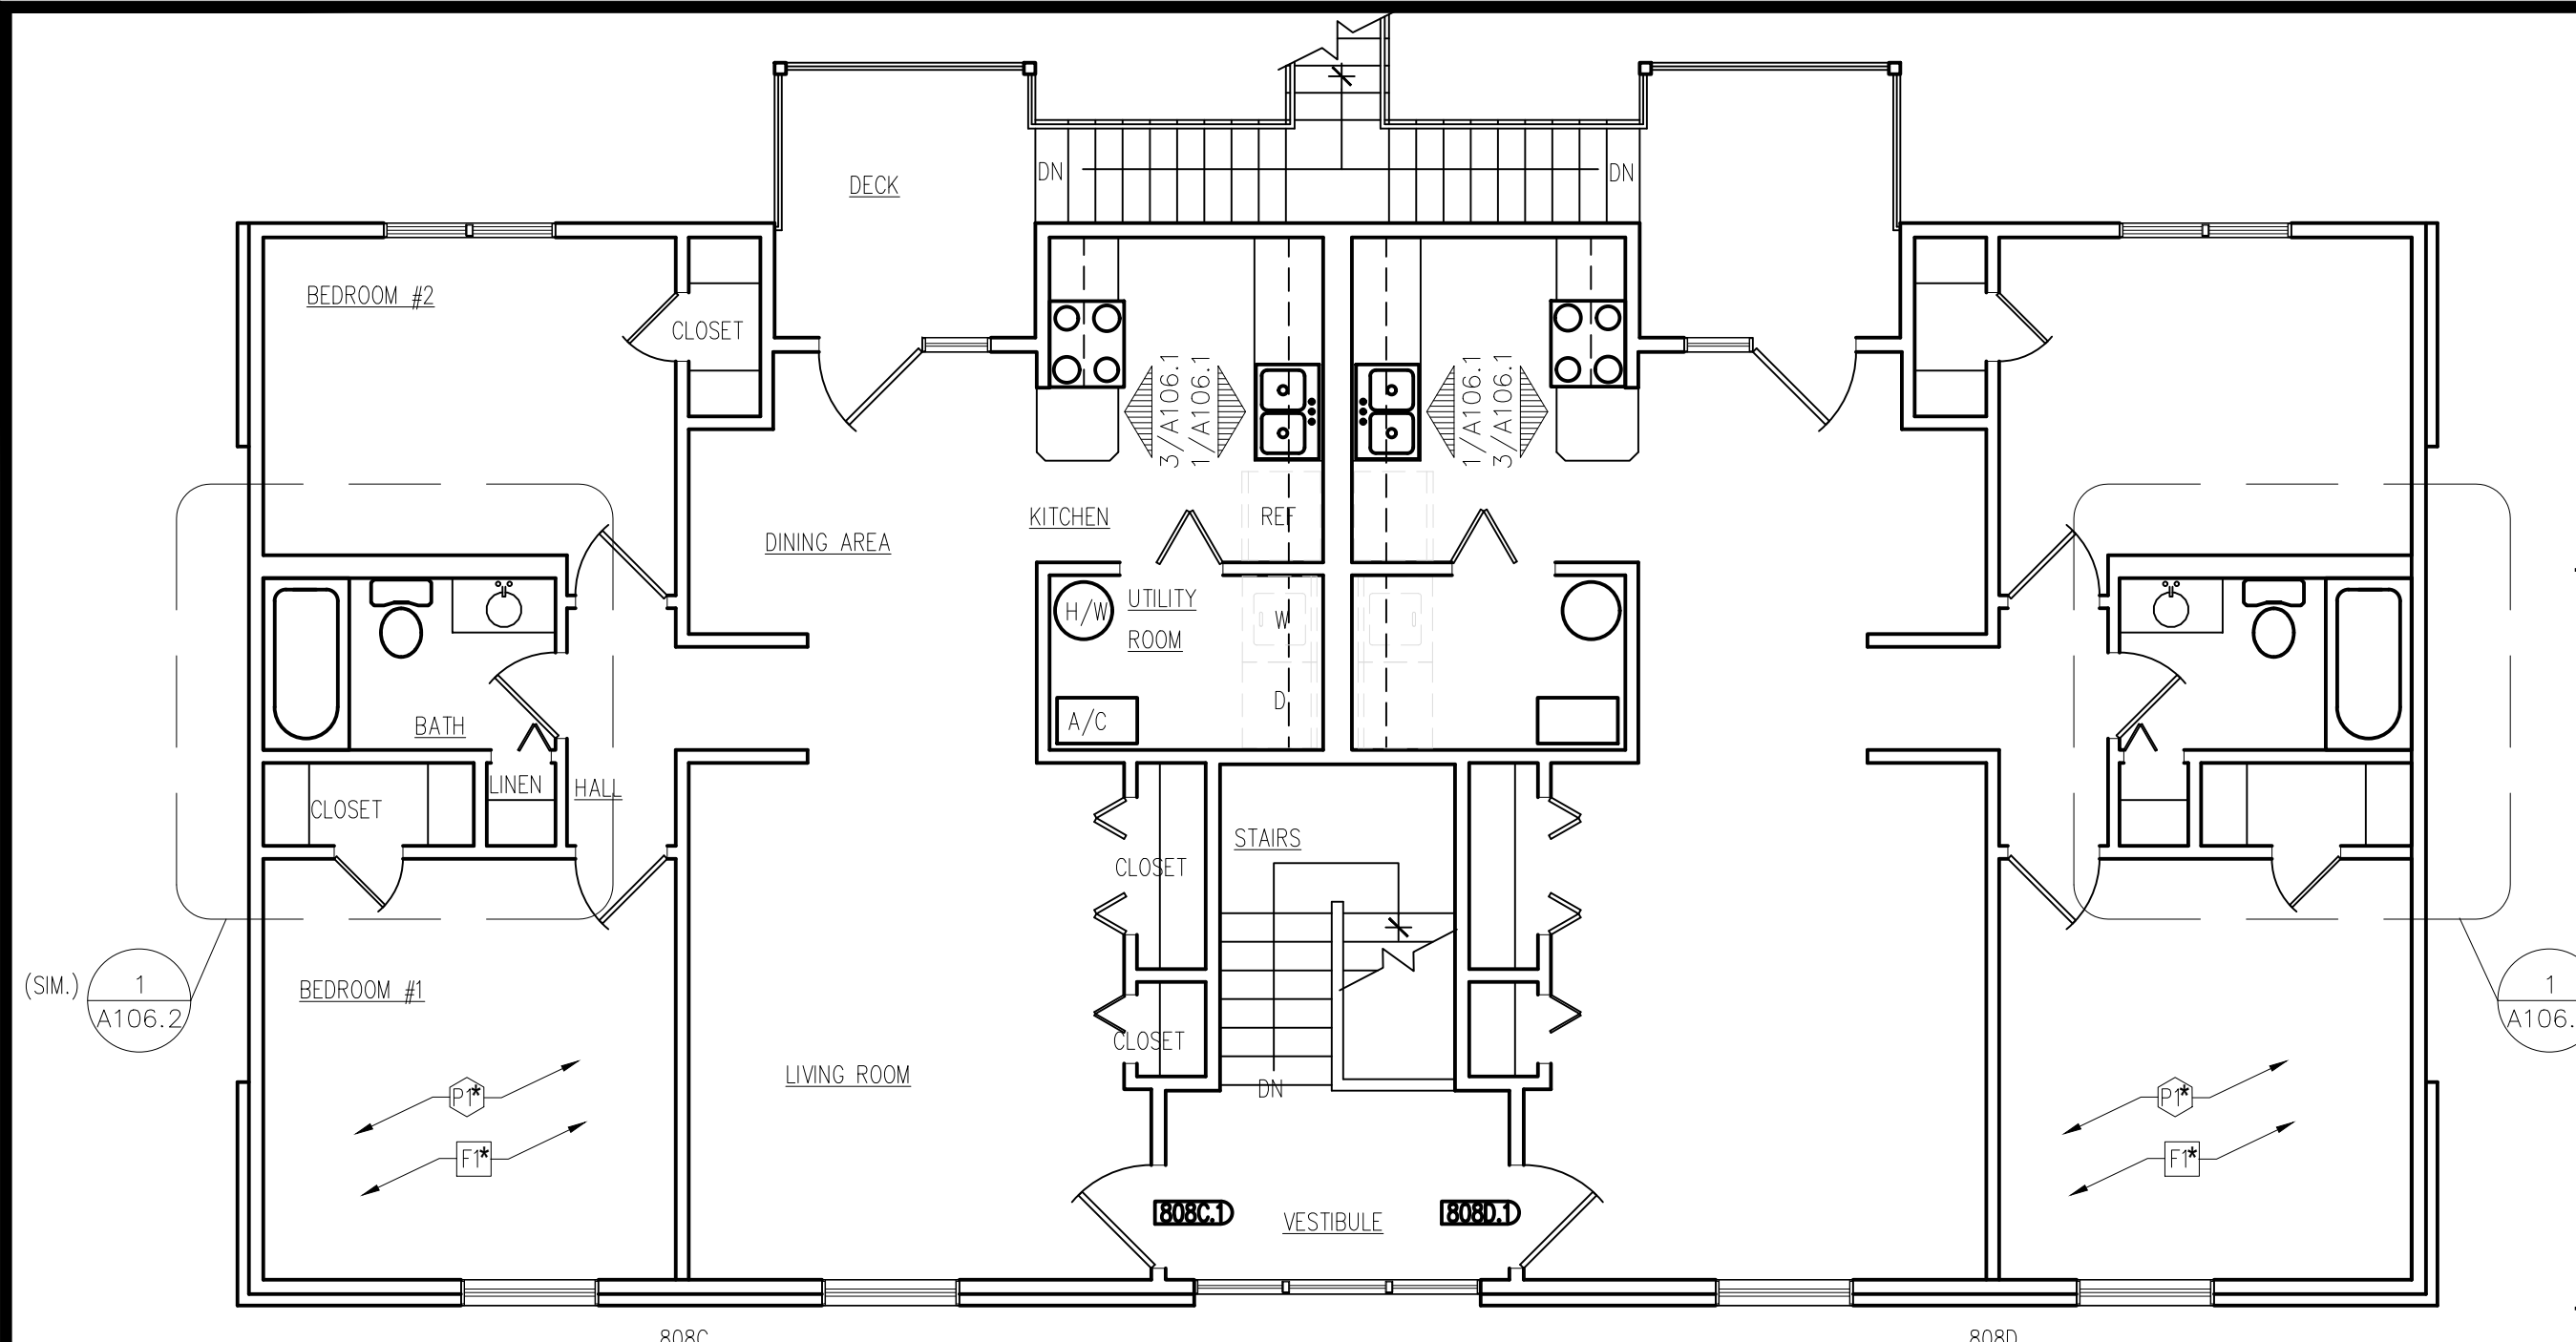 DN
DN
DECK
BEDROOM #2
CLOSET
3/A106.1
1/A106.1
1/A106.1
3/A106.1
KITCHEN
REF
DINING AREA
H/W
UTILITY
ROOM
W
D
A/C
BATH
LINEN
HALL
CLOSET
STAIRS
CLOSET
(SIM.)
1
A106.2
BEDROOM #1
1
A106.
CLOSET
LIVING ROOM
DN
P1*
F1*
P1*
F1*
808C.1
VESTIBULE
808D.1
808C
808D